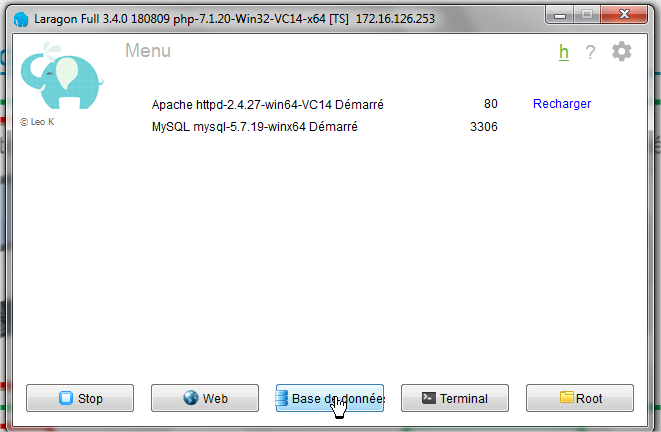 Laragon Full 3.4.0 180809 php-7.1.20-Win32-VC14-x64 [TS] 172.16.126.253
Menu
h ?
© Leo K
Apache httpd-2.4.27-win64-VC14 Démarré 80 Recharger
MySQL mysql-5.7.19-winx64 Démarré 3306
Stop Web Base de données Terminal Root